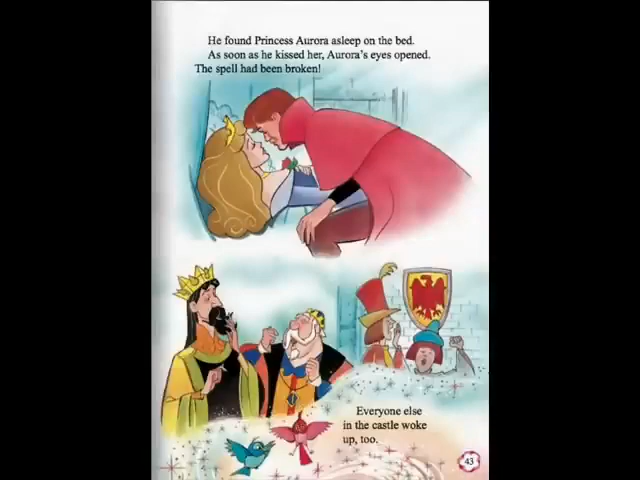 He found Princess Aurora asleep on the bed.
As soon as he kissed her, Aurora's eyes opened.
The spell had been broken!
Everyone else
in the castle woke
up, too.
43